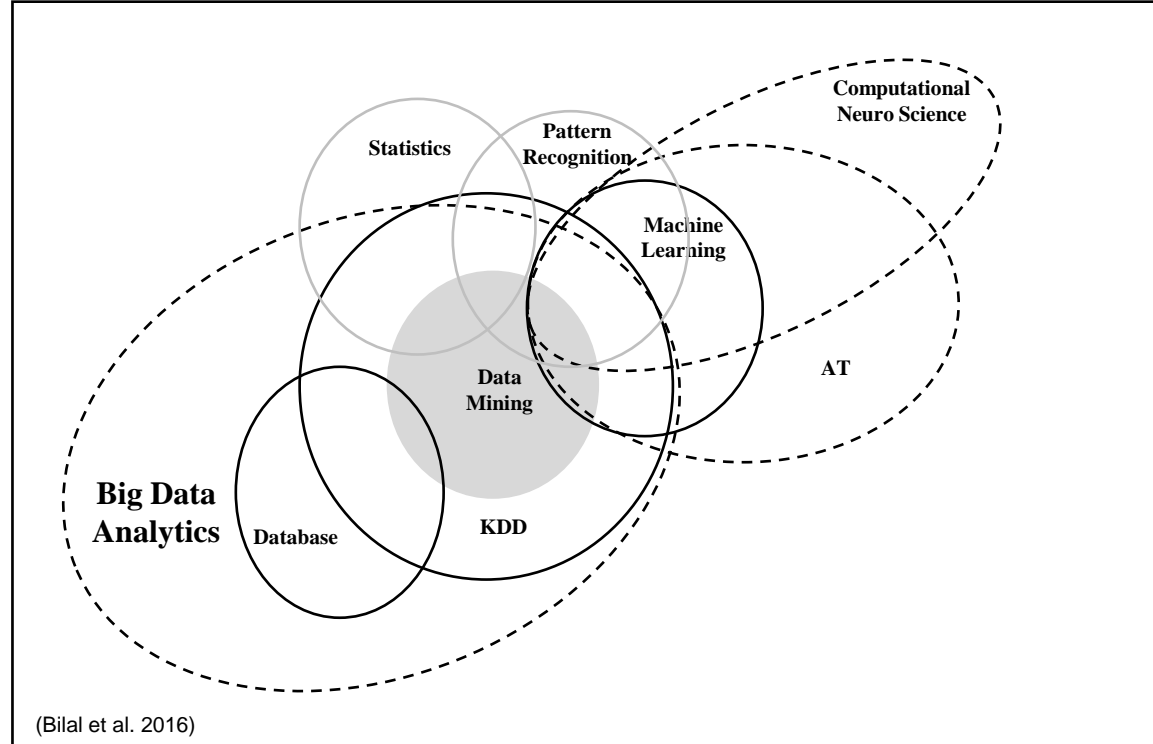 Computational
Neuro Science
Pattern
Recognition
Statistics
Machine
Learning
AT
Data
Mining
Big Data
Analytics
Database
KDD
(Bilal et al. 2016)